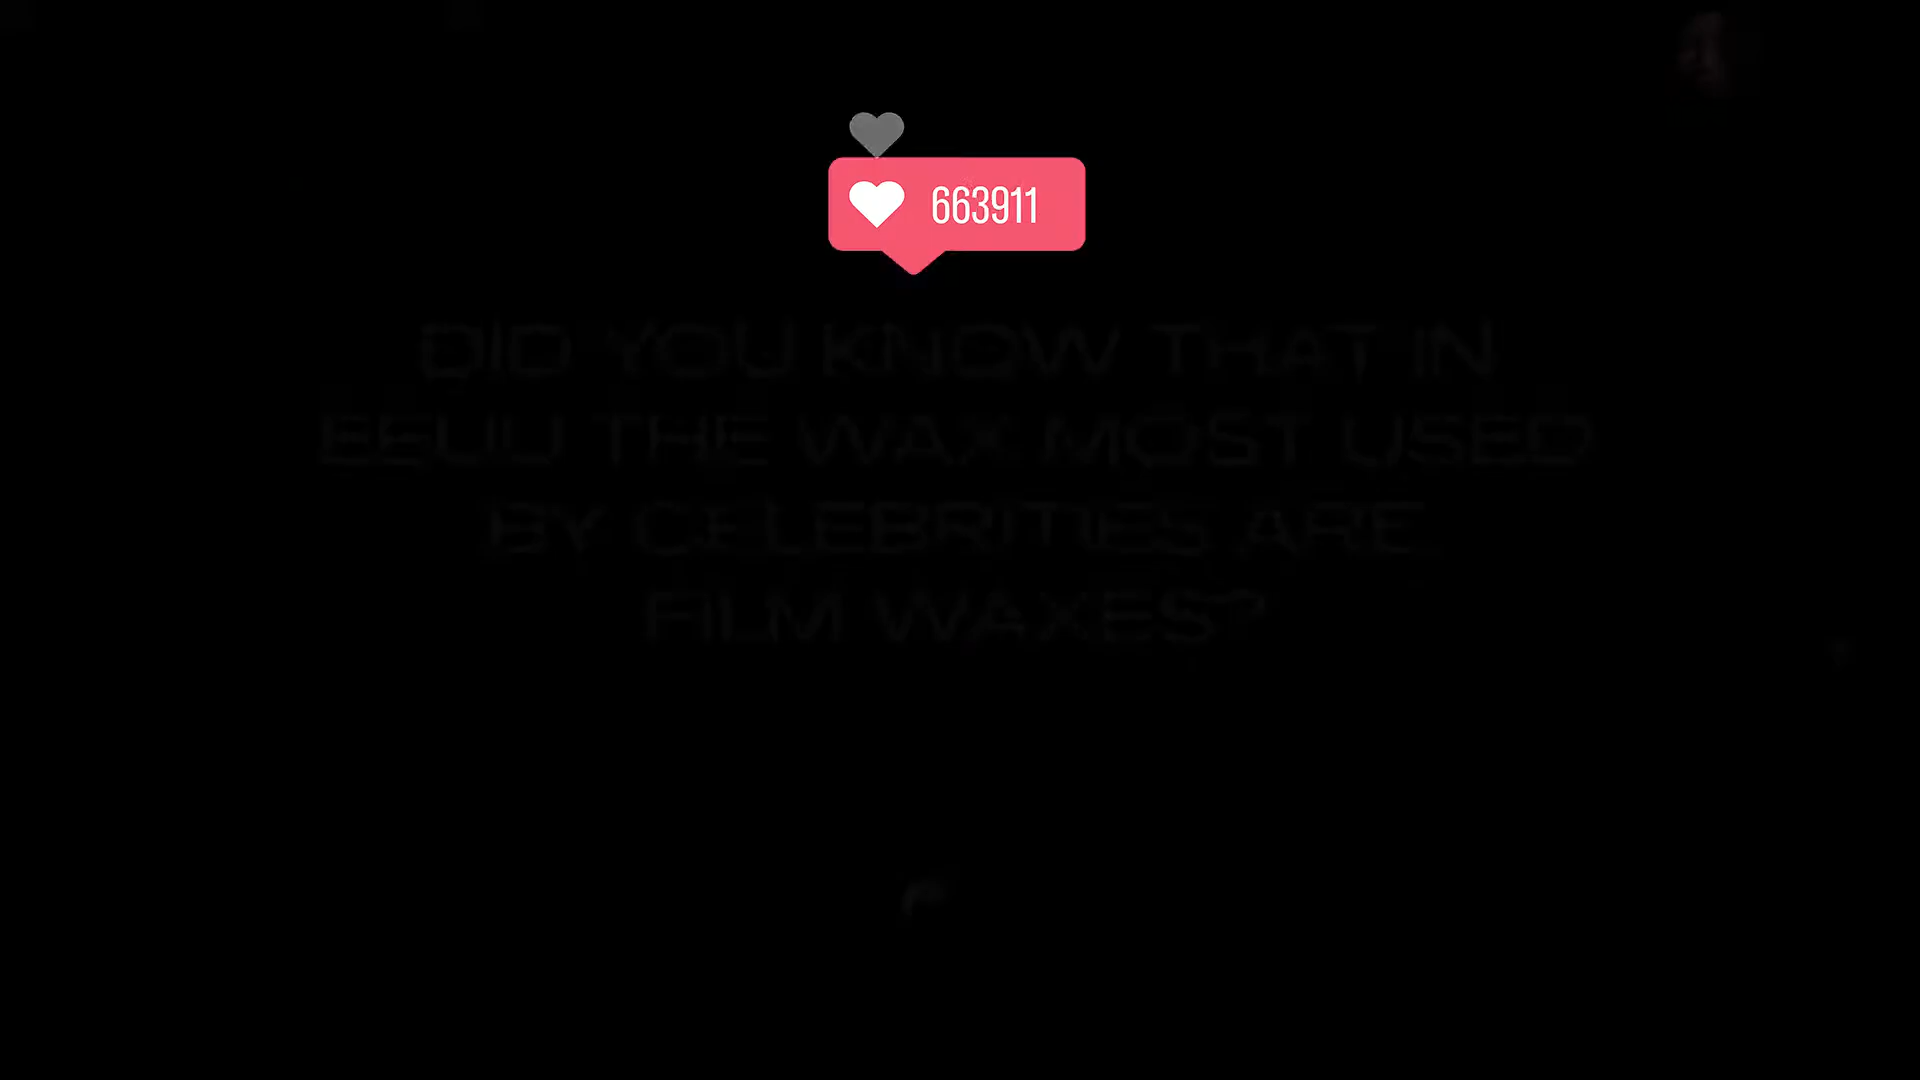 663911
DID YOU KNOW THAT IN
EEUU THE WAX MOST USED
BY CELEBRITIES ARE
FILM WAXES?